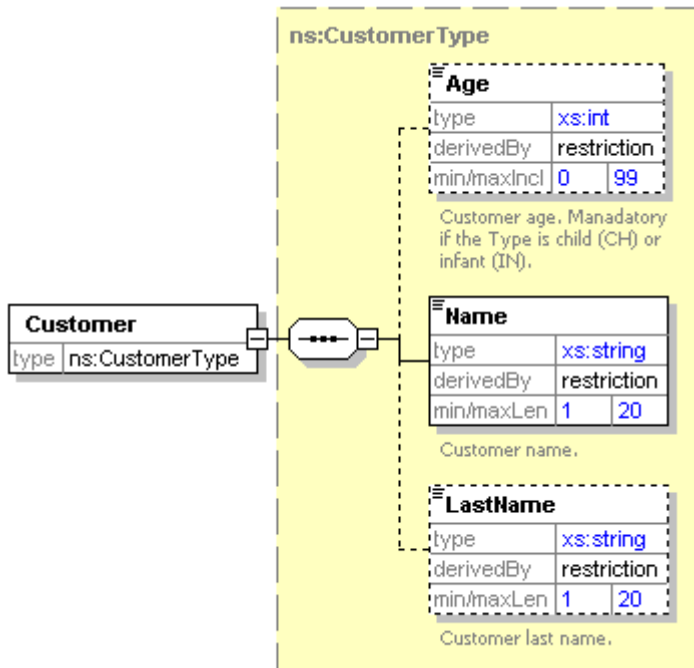 ns:CustomerType
Age
type xs:int
derivedBy restriction
min/maxIncl 0 99
Customer age. Manadatory
if the Type is child (CH) or
infant (IN).
Customer
type ns:CustomerType
Name
type xs:string
derivedBy restriction
min/maxLen 1 20
Customer name.
LastName
type xs:string
derivedBy restriction
min/maxLen 1 20
Customer last name.